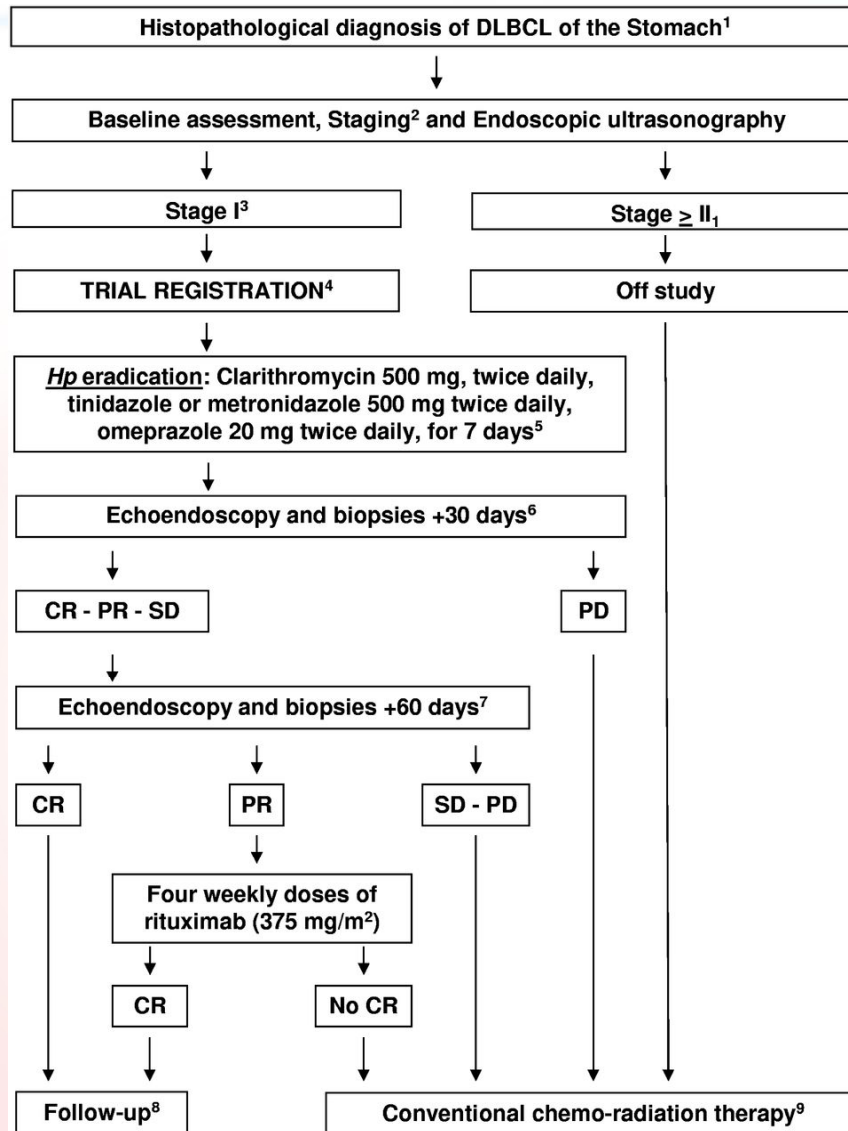 Histopathological diagnosis of DLBCL of the Stomach¹
Baseline assessment, Staging² and Endoscopic ultrasonography
Stage I³
Stage ≥ II₁
TRIAL REGISTRATION⁴
Off study
Hp eradication: Clarithromycin 500 mg, twice daily,
tinidazole or metronidazole 500 mg twice daily,
omeprazole 20 mg twice daily, for 7 days⁵
Echoendoscopy and biopsies +30 days⁶
CR - PR - SD
PD
Echoendoscopy and biopsies +60 days⁷
CR
PR
SD - PD
Four weekly doses of
rituximab (375 mg/m²)
CR
No CR
Follow-up⁸
Conventional chemo-radiation therapy⁹